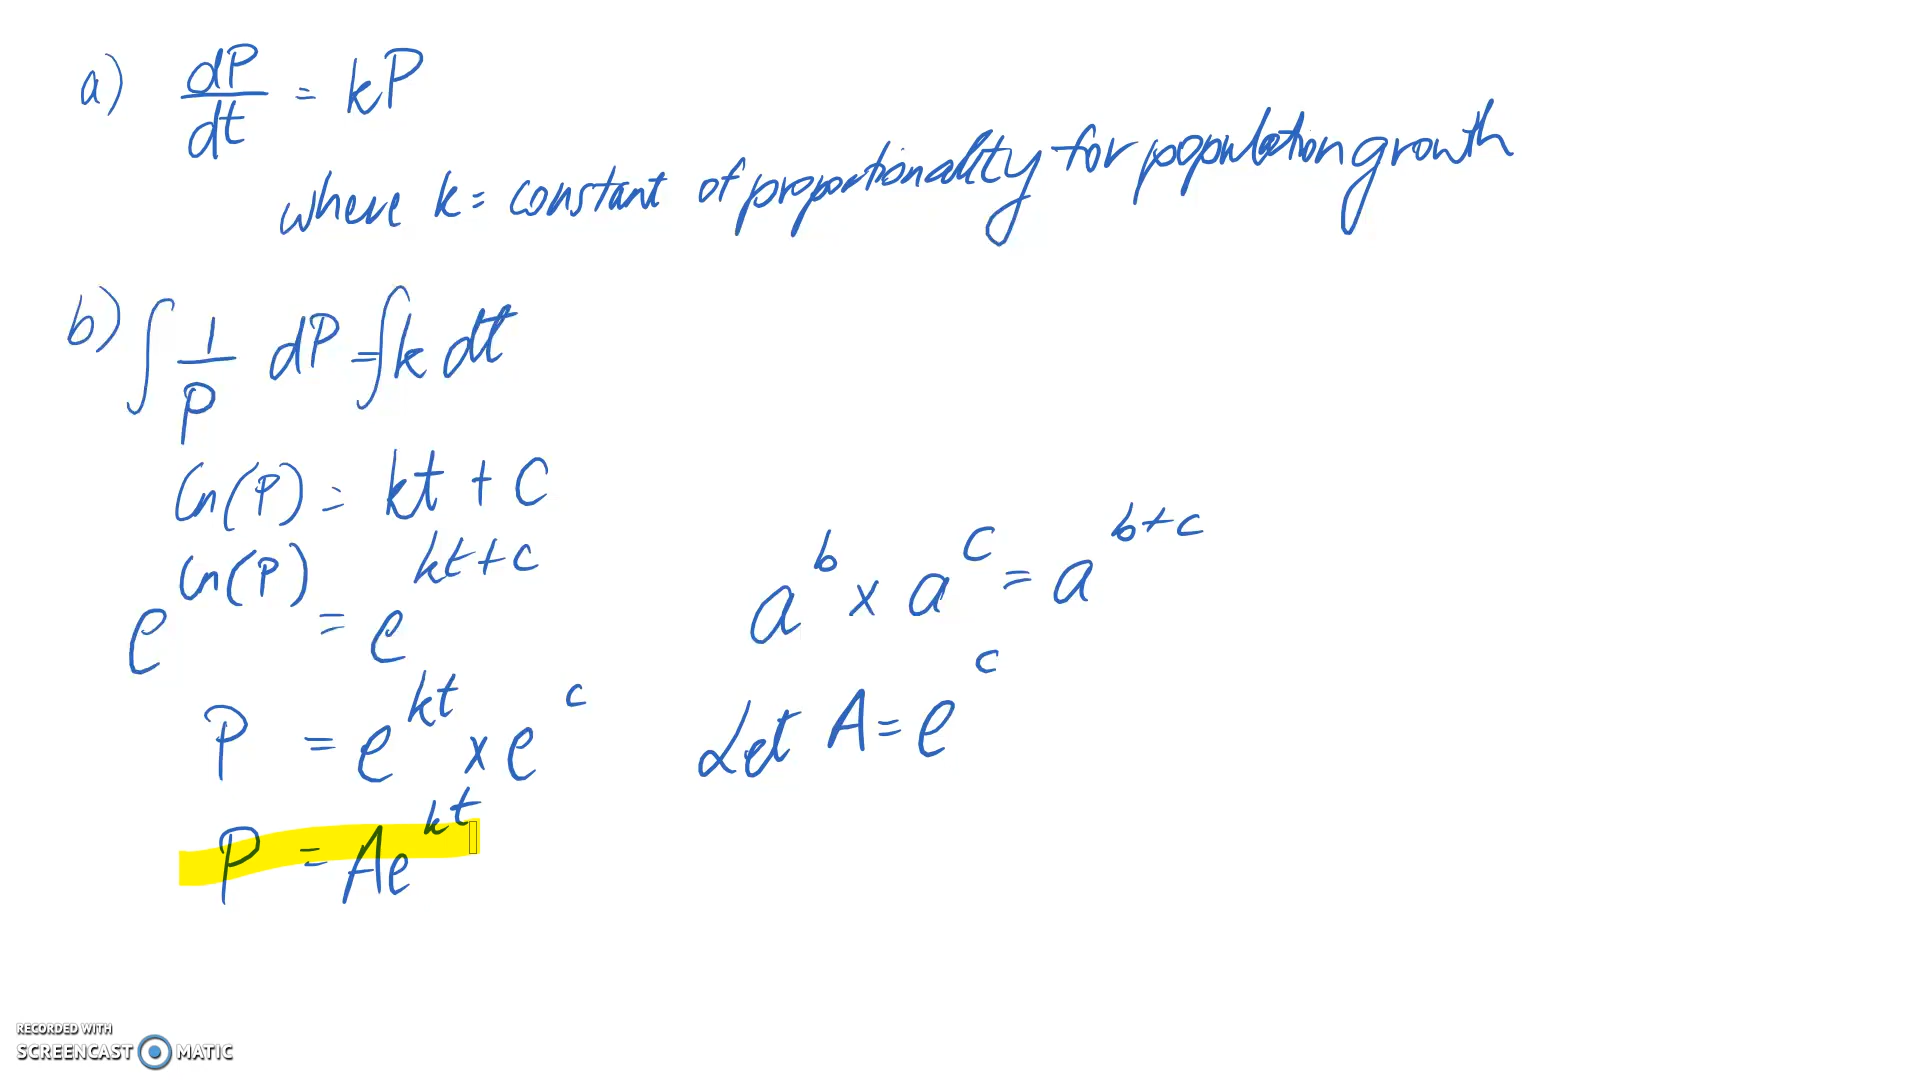 a) dP/dt = kP
where k = constant of proportionality for population growth
b) ∫ 1/P dP = ∫ k dt
ln(P) = kt + c
e^ln(P) = e^kt+c
a^b × a^c = a^b+c
P = e^kt × e^c
Let A = e^c
P = Ae^kt
RECORDED WITH
SCREENCAST MATIC